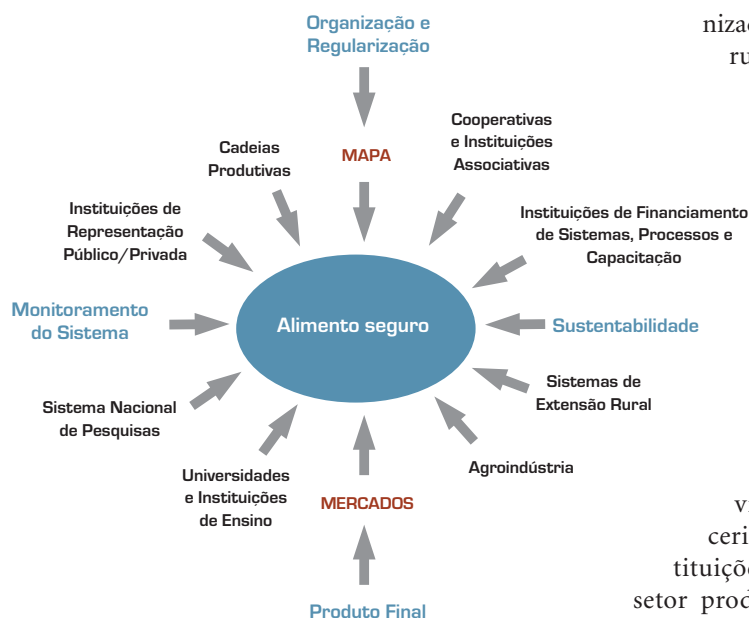 Organização e
Regularização
MAPA
Cadeias
Produtivas
Cooperativas
e Instituições
Associativas
Instituições de
Representação
Público/Privada
Instituições de Financiamento
de Sistemas, Processos e
Capacitação
Monitoramento
do Sistema
Alimento seguro
Sustentabilidade
Sistema Nacional
de Pesquisas
Sistemas de
Extensão Rural
Universidades
e Instituições
de Ensino
Agroindústria
MERCADOS
Produto Final
nizaç
ru
v
ceri
tituiçõe
setor prod